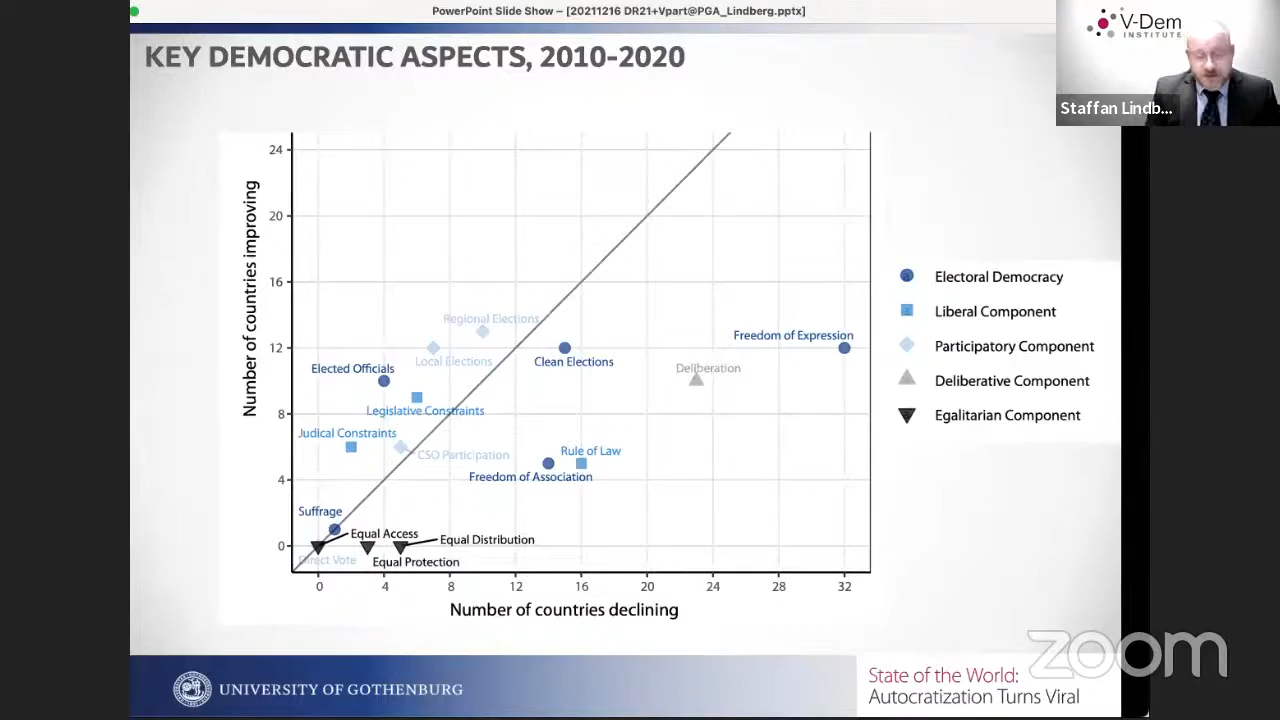 PowerPoint Slide Show – [20211216 DR21+Vpart@PGA_Lindberg.pptx]
V-Dem
INSTITUTE
Staffan Lindb...
KEY DEMOCRATIC ASPECTS, 2010-2020
Number of countries improving
24
20
16
12
8
4
0
Regional Elections
Freedom of Expression
Local Elections
Clean Elections
Elected Officials
Deliberation
Legislative Constraints
Judical Constraints
CSO Participation
Rule of Law
Freedom of Association
Suffrage
Equal Access
Equal Distribution
Direct Vote
Equal Protection
0 4 8 12 16 20 24 28 32
Number of countries declining
Electoral Democracy
Liberal Component
Participatory Component
Deliberative Component
Egalitarian Component
zoom
UNIVERSITY OF GOTHENBURG
State of the World:
Autocratization Turns Viral